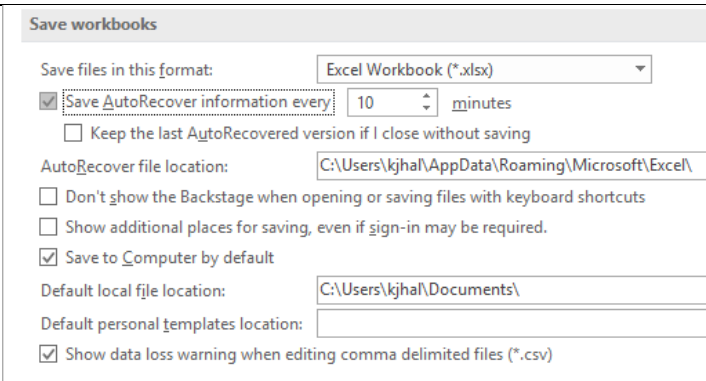 Save workbooks
Save files in this format: Excel Workbook (*.xlsx)
Save AutoRecover information every 10 minutes
Keep the last AutoRecovered version if I close without saving
AutoRecover file location: C:\Users\kjhal\AppData\Roaming\Microsoft\Excel\
Don't show the Backstage when opening or saving files with keyboard shortcuts
Show additional places for saving, even if sign-in may be required.
Save to Computer by default
Default local file location: C:\Users\kjhal\Documents\
Default personal templates location:
Show data loss warning when editing comma delimited files (*.csv)